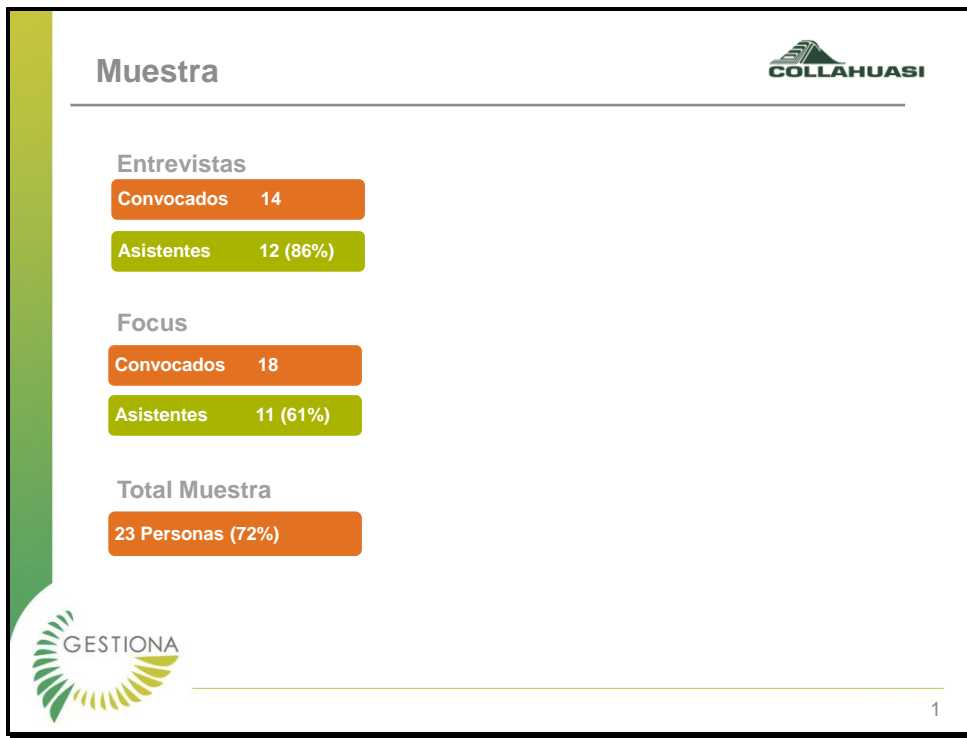 Muestra
COLLAHUASI
Entrevistas
Convocados 14
Asistentes 12 (86%)
Focus
Convocados 18
Asistentes 11 (61%)
Total Muestra
23 Personas (72%)
GESTIONA
1